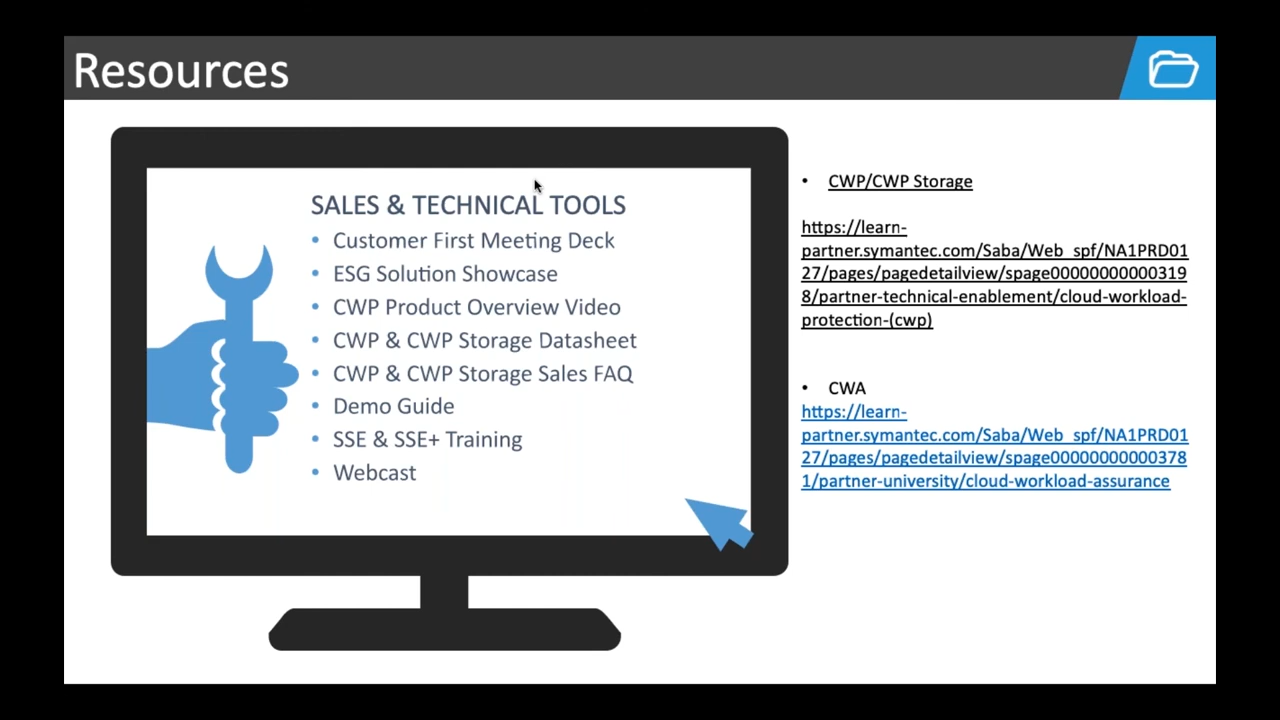 Resources
SALES & TECHNICAL TOOLS
• Customer First Meeting Deck
• ESG Solution Showcase
• CWP Product Overview Video
• CWP & CWP Storage Datasheet
• CWP & CWP Storage Sales FAQ
• Demo Guide
• SSE & SSE+ Training
• Webcast
• CWP/CWP Storage
https://learn-
partner.symantec.com/Saba/Web_spf/NA1PRD01
27/pages/pagedetailview/spage00000000000319
8/partner-technical-enablement/cloud-workload-
protection-(cwp)
• CWA
https://learn-
partner.symantec.com/Saba/Web_spf/NA1PRD01
27/pages/pagedetailview/spage00000000000378
1/partner-university/cloud-workload-assurance